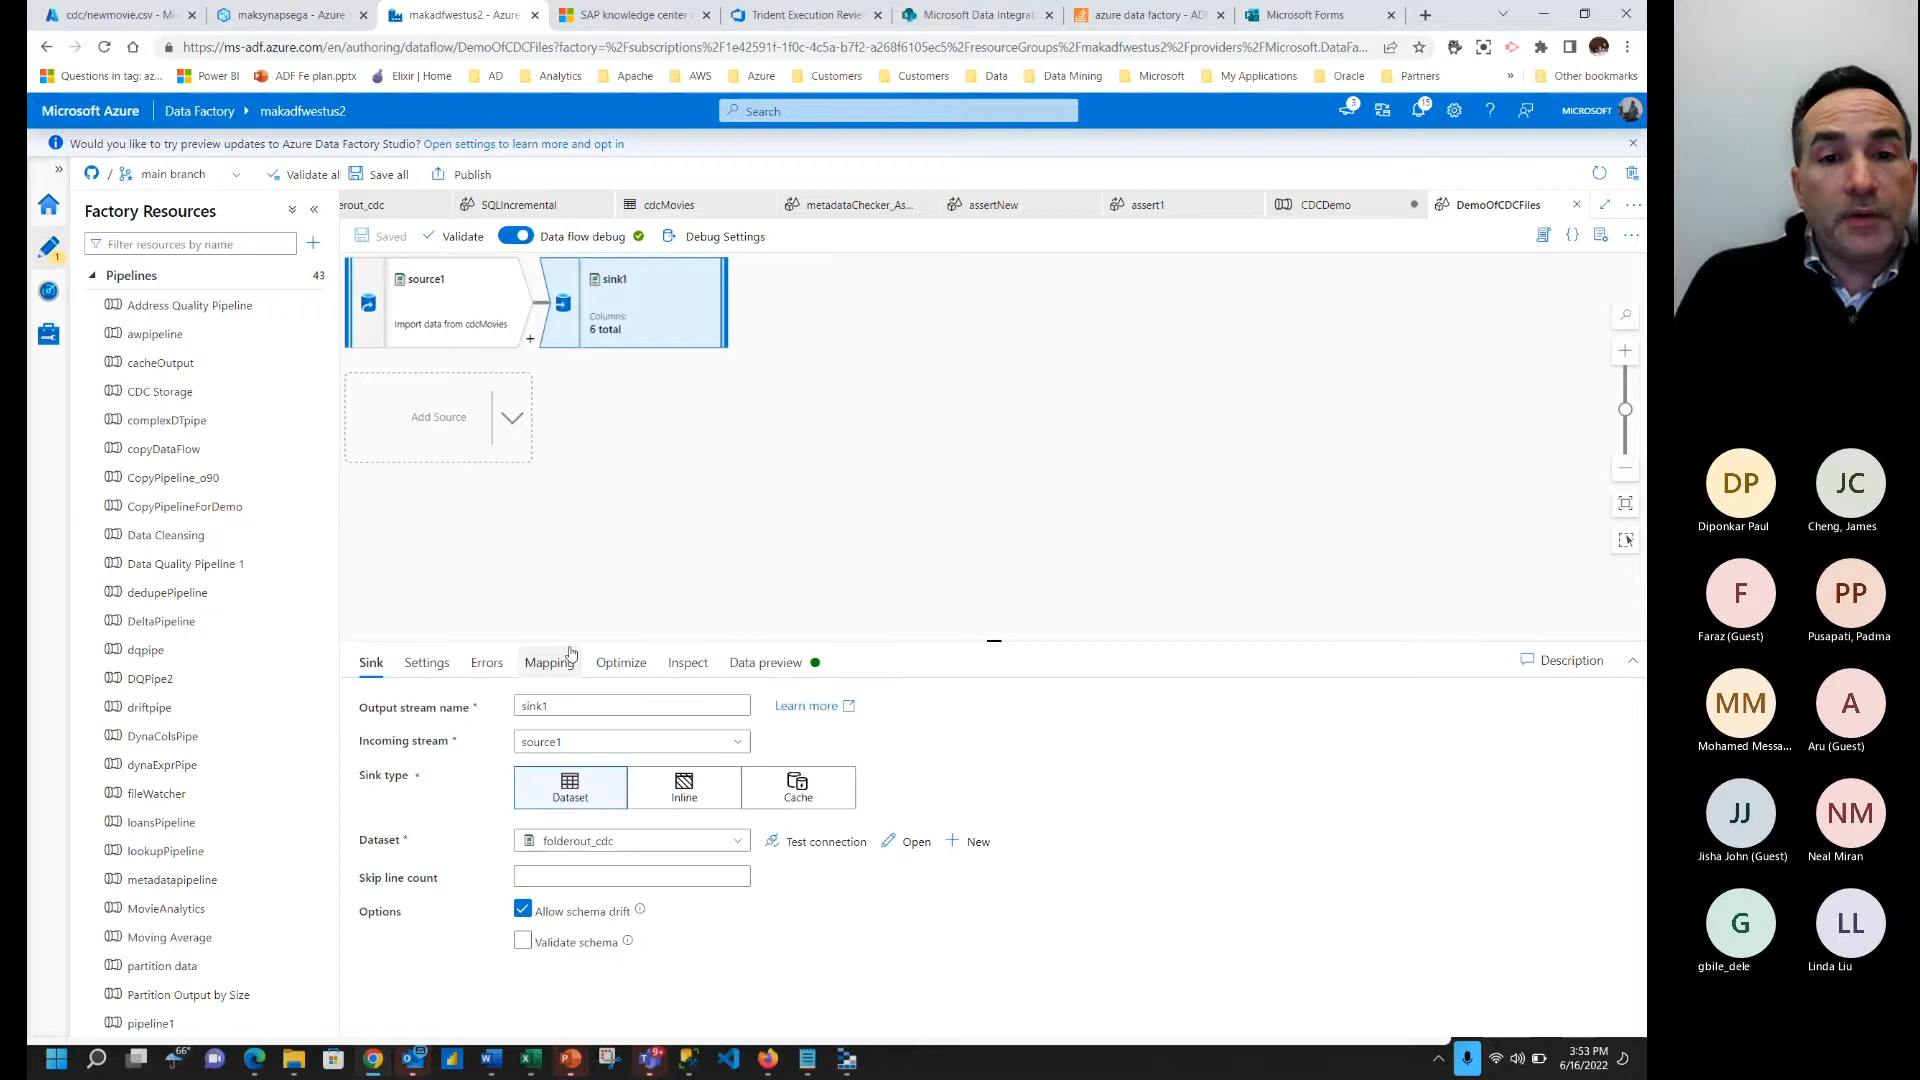 cdc/newmovie.csv - Mi
maksynapsega - Azure
makadfwestus2 - Azure
SAP knowledge center
Trident Execution Revie
Microsoft Data Integrat
azure data factory - AD
Microsoft Forms
https://ms-adf.azure.com/en/authoring/dataflow/DemoOfCDCFiles?factory=%2Fsubscriptions%2F1e42591f-1f0c-4c5a-b7f2-a268f6105ec5%2FresourceGroups%2Fmakadfwestus2%2Fproviders%2FMicrosoft.DataFa...
Questions in tag: az...
Power BI
ADF Fe plan.pptx
Elixir | Home
AD
Analytics
Apache
AWS
Azure
Customers
Customers
Data
Data Mining
Microsoft
My Applications
Oracle
Partners
»
Other bookmarks
Microsoft Azure
Data Factory
makadfwestus2
Search
3
15
MICROSOFT
Would you like to try preview updates to Azure Data Factory Studio? Open settings to learn more and opt in
/ main branch
Validate all
Save all
Publish
Factory Resources
Filter resources by name
1
Pipelines 43
Address Quality Pipeline
awpipeline
cacheOutput
CDC Storage
complexDTpipe
copyDataFlow
CopyPipeline_o90
CopyPipelineForDemo
Data Cleansing
Data Quality Pipeline 1
dedupePipeline
DeltaPipeline
dqpipe
DQPipe2
driftpipe
DynaColsPipe
dynaExprPipe
fileWatcher
loansPipeline
lookupPipeline
metadatapipeline
MovieAnalytics
Moving Average
partition data
Partition Output by Size
pipeline1
erout_cdc
SQLIncremental
cdcMovies
metadataChecker_As...
assertNew
assert1
CDCDemo
DemoOfCDCFiles
Saved
Validate
Data flow debug
Debug Settings
source1
Import data from cdcMovies
+
sink1
Columns:
6 total
Add Source
Sink
Settings
Errors
Mapping
Optimize
Inspect
Data preview
Description
Output stream name *
sink1
Learn more
Incoming stream *
source1
Sink type *
Dataset
Inline
Cache
Dataset *
folderout_cdc
Test connection
Open
New
Skip line count
Options
Allow schema drift
Validate schema
DP
Diponkar Paul
JC
Cheng, James
F
Faraz (Guest)
PP
Pusapati, Padma
MM
Mohamed Messa...
A
Aru (Guest)
JJ
Jisha John (Guest)
NM
Neal Miran
G
gbile_dele
LL
Linda Liu
66°
9+
3:53 PM
6/16/2022